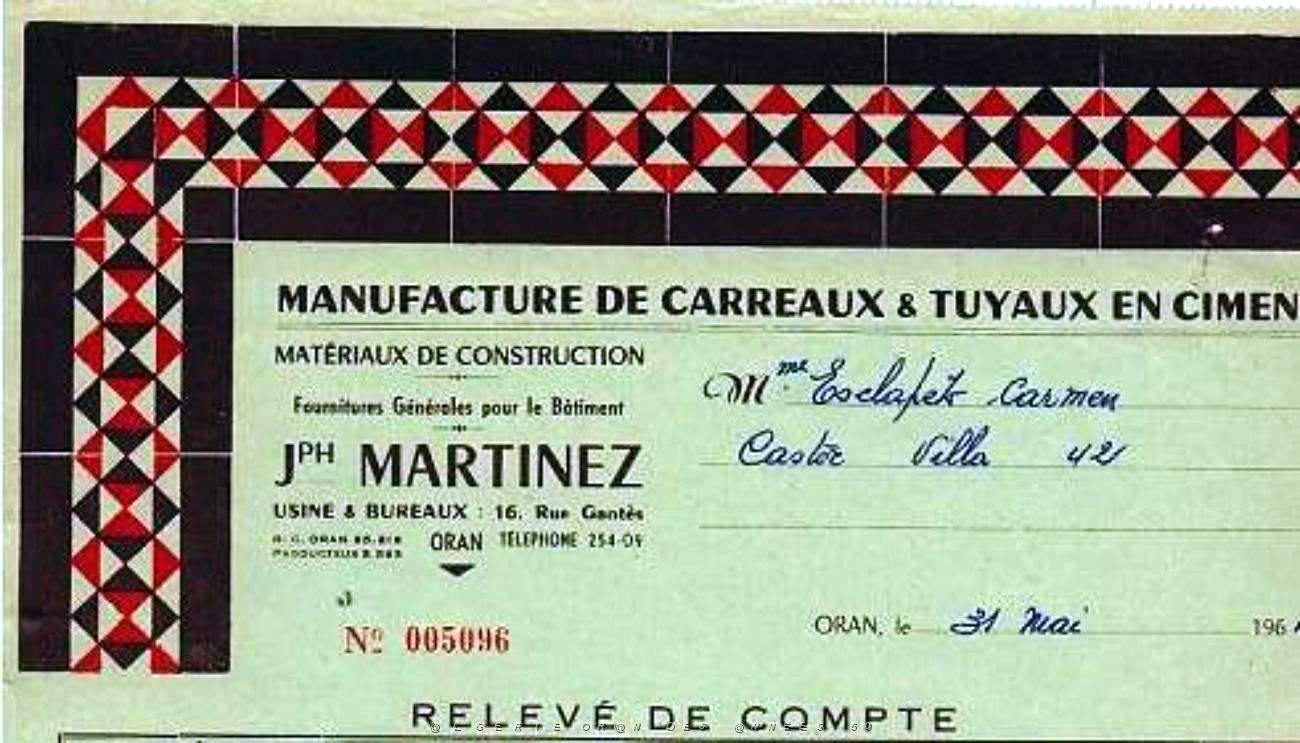 MANUFACTURE DE CARREAUX & TUYAUX EN CIMEN
MATÉRIAUX DE CONSTRUCTION
Fournitures Générales pour le Bâtiment
JPH MARTINEZ
USINE & BUREAUX : 16, Rue Gantès
ORAN TÉLÉPHONE 254-09
Mme Esclapet Carmen
Castor Villa 42
Nº 005096
ORAN, le 31 Mai 196
RELEVÉ DE COMPTE